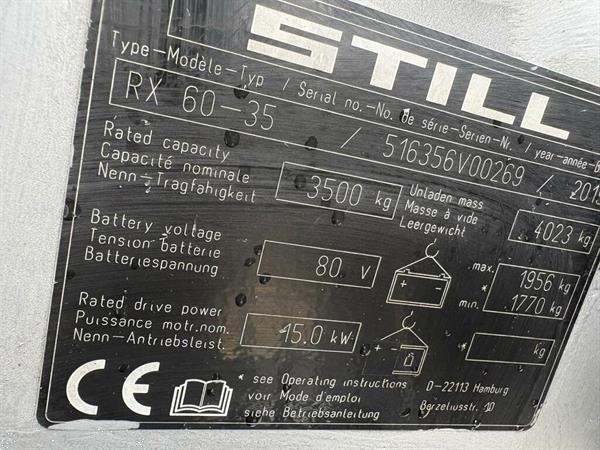 STILL
Type-Modèle-Typ / Serial no.-No. de série-Serien-Nr. / year-année-B
RX 60-35 / 516356V00269 / 201
Rated capacity
Capacité nominale
Nenn-Tragfähigkeit
3500 kg
Unladen mass
Masse à vide
Leergewicht
4023 kg
Battery voltage
Tension batterie
Batteriespannung
80 V
max. 1956 kg
*
min. 1770 kg
Rated drive power
Puissance motr.nom.
Nenn-Antriebsleist.
15.0 kW
* kg
CE
* see Operating instructions
voir Mode d'emploi
siehe Betriebsanleitung
D-22113 Hamburg
Berzeliusstr. 10